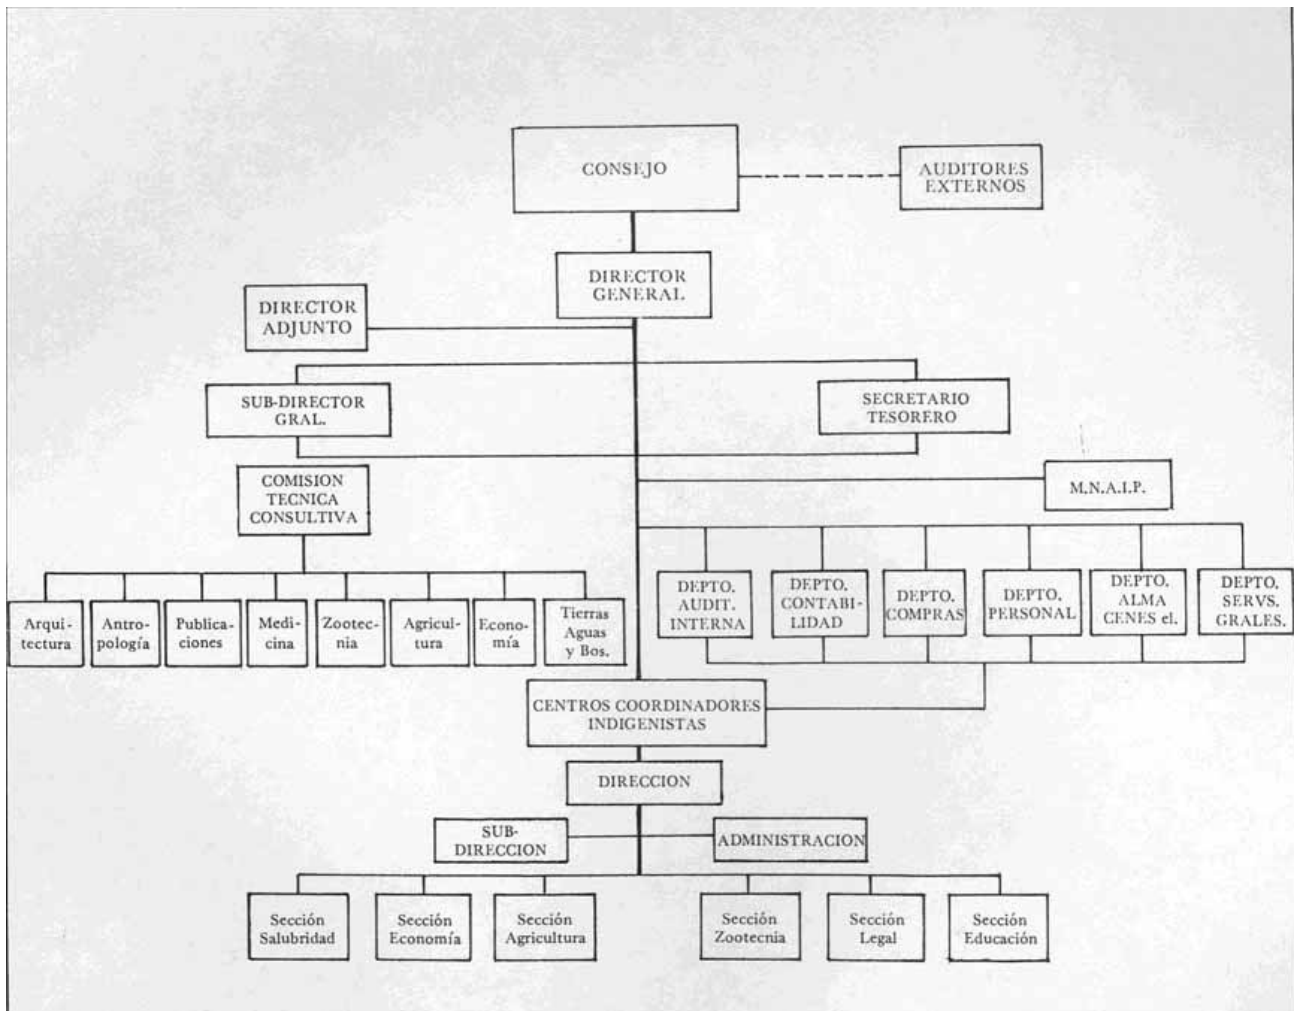 CONSEJO
AUDITORES
EXTERNOS
DIRECTOR
GENERAL
DIRECTOR
ADJUNTO
SUB-DIRECTOR
GRAL.
SECRETARIO
TESORERO
COMISION
TECNICA
CONSULTIVA
M.N.A.I.P.
Arqui-
tectura
Antro-
pología
Publica-
ciones
Medi-
cina
Zootec-
nia
Agricul-
tura
Econo-
mía
Tierras
Aguas
y Bos.
DEPTO.
AUDIT.
INTERNA
DEPTO.
CONTABI-
LIDAD
DEPTO.
COMPRAS
DEPTO.
PERSONAL
DEPTO.
ALMA
CENES el.
DEPTO.
SERVS.
GRALES.
CENTROS COORDINADORES
INDIGENISTAS
DIRECCION
SUB-
DIRECCION
ADMINISTRACION
Sección
Salubridad
Sección
Economía
Sección
Agricultura
Sección
Zootecnia
Sección
Legal
Sección
Educación